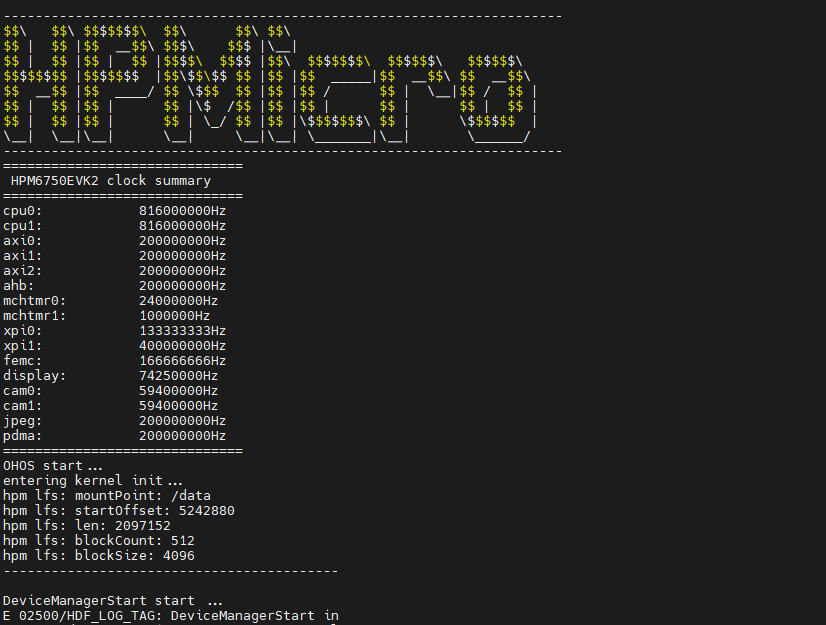 ----------------------------------------------------------------------
$$\   $$\ $$$$$$$\  $$\      $$\ $$\
$$ |  $$ |$$  __$$\ $$$\    $$$ |\__|
$$ |  $$ |$$ |  $$ |$$$$\  $$$$ |$$\  $$$$$$$\  $$$$$$\   $$$$$$\
$$$$$$$$ |$$$$$$$  |$$\$$\$$ $$ |$$ |$$  _____|$$  __$$\ $$  __$$\
$$  __$$ |$$  ____/ $$ \$$$  $$ |$$ |$$ /      $$ |  \__|$$ /  $$ |
$$ |  $$ |$$ |      $$ |\$  /$$ |$$ |$$ |      $$ |      $$ |  $$ |
$$ |  $$ |$$ |      $$ | \_/ $$ |$$ |\$$$$$$$\ $$ |      \$$$$$$  |
\__|  \__|\__|      \__|     \__|\__| \_______|\__|       \______/
----------------------------------------------------------------------
==============================
 HPM6750EVK2 clock summary
==============================
cpu0:            816000000Hz
cpu1:            816000000Hz
axi0:            200000000Hz
axi1:            200000000Hz
axi2:            200000000Hz
ahb:             200000000Hz
mchtmr0:         24000000Hz
mchtmr1:         1000000Hz
xpi0:            133333333Hz
xpi1:            400000000Hz
femc:            166666666Hz
display:         74250000Hz
cam0:            59400000Hz
cam1:            59400000Hz
jpeg:            200000000Hz
pdma:            200000000Hz
==============================
OHOS start...
entering kernel init...
hpm lfs: mountPoint: /data
hpm lfs: startOffset: 5242880
hpm lfs: len: 2097152
hpm lfs: blockCount: 512
hpm lfs: blockSize: 4096
------------------------------------------
DeviceManagerStart start ...
E 02500/HDF_LOG_TAG: DeviceManagerStart in